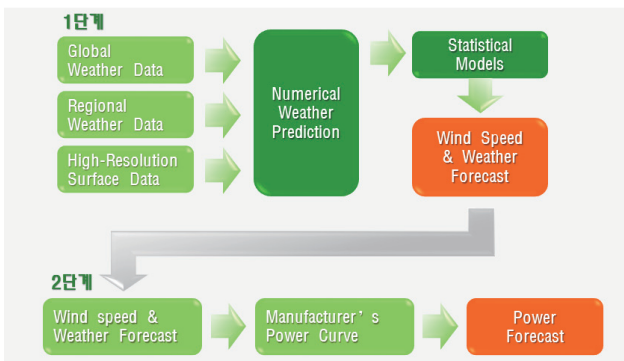 1단계
Global
Weather Data
Regional
Weather Data
High-Resolution
Surface Data
Numerical
Weather
Prediction
Statistical
Models
Wind Speed
& Weather
Forecast
2단계
Wind speed &
Weather Forecast
Manufacturer's
Power Curve
Power
Forecast